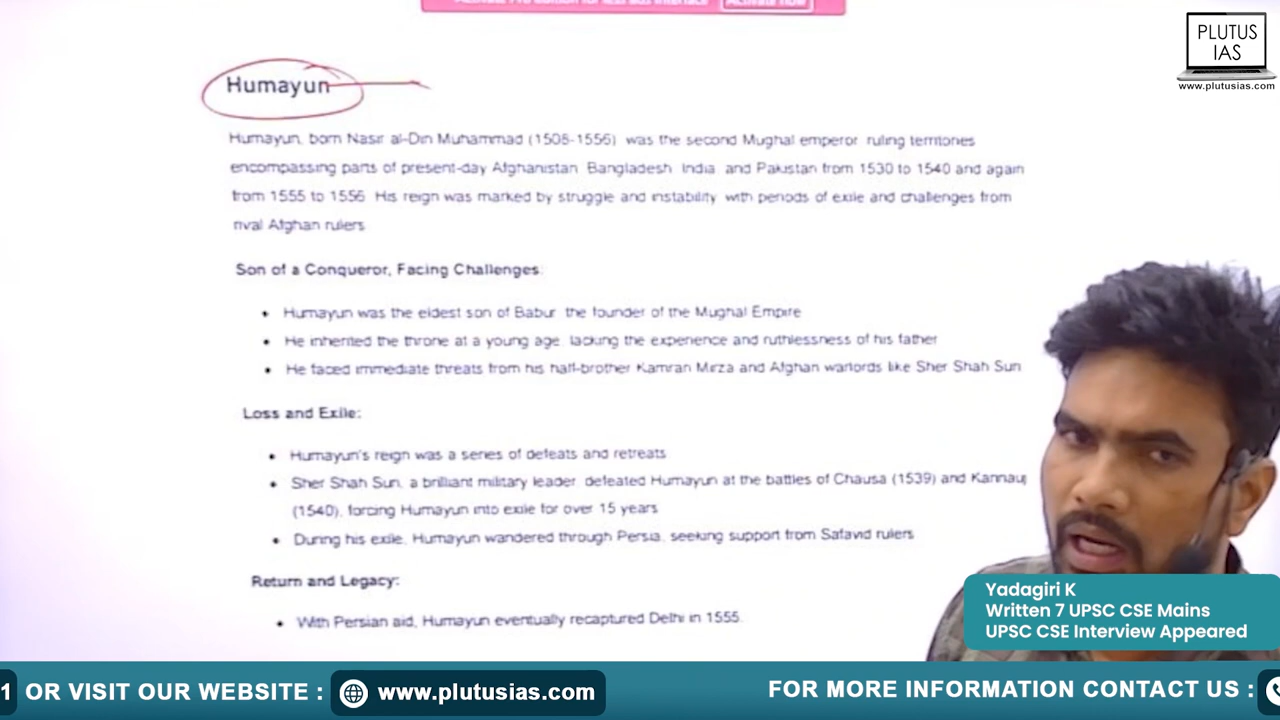 PLUTUS
IAS
www.plutusias.com
Humayun
Humayun, born Nasir al-Din Muhammad (1508-1556) was the second Mughal emperor ruling territories
encompassing parts of present-day Afghanistan, Bangladesh, India, and Pakistan from 1530 to 1540 and again
from 1555 to 1556. His reign was marked by struggle and instability, with periods of exile and challenges from
rival Afghan rulers
Son of a Conqueror, Facing Challenges:
• Humayun was the eldest son of Babur, the founder of the Mughal Empire
• He inherited the throne at a young age, lacking the experience and ruthlessness of his father
• He faced immediate threats from his half-brother Kamran Mirza and Afghan warlords like Sher Shah Suri
Loss and Exile:
• Humayun's reign was a series of defeats and retreats
• Sher Shah Suri, a brilliant military leader, defeated Humayun at the battles of Chausa (1539) and Kannauj
(1540), forcing Humayun into exile for over 15 years
• During his exile, Humayun wandered through Persia, seeking support from Safavid rulers
Return and Legacy:
• With Persian aid, Humayun eventually recaptured Delhi in 1555.
Yadagiri K
Written 7 UPSC CSE Mains
UPSC CSE Interview Appeared
1 OR VISIT OUR WEBSITE : www.plutusias.com FOR MORE INFORMATION CONTACT US :